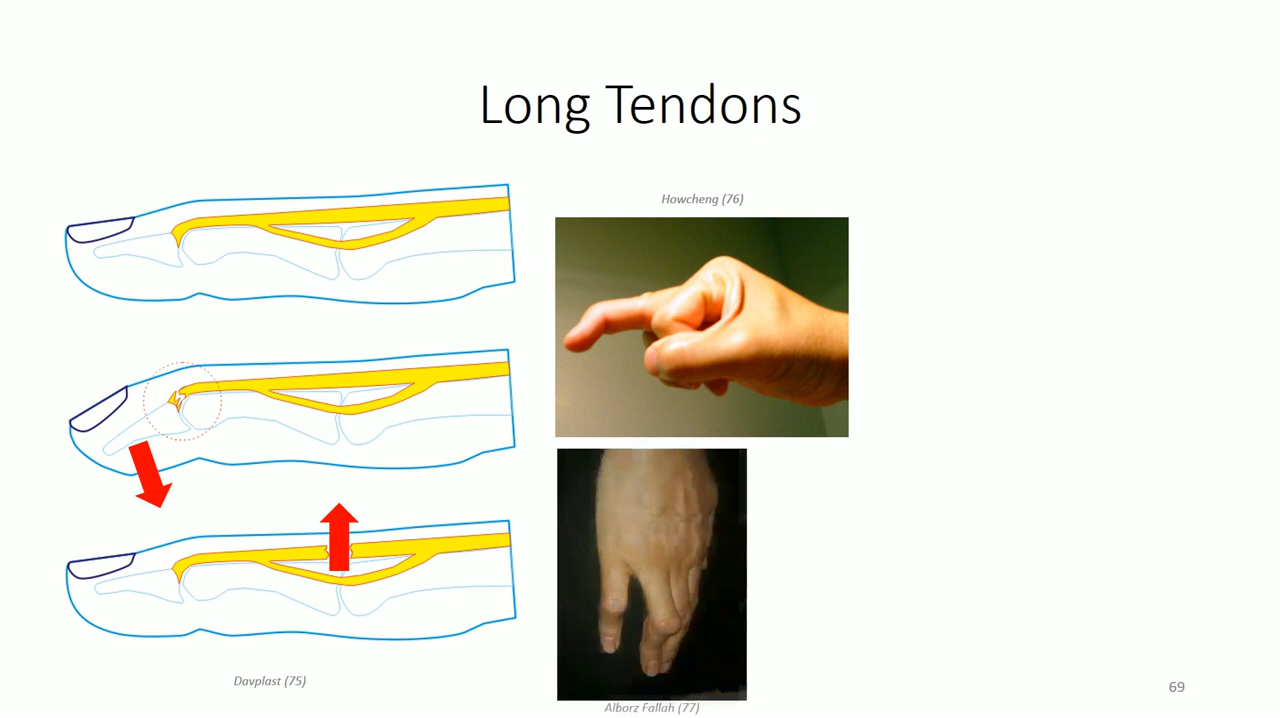 Long Tendons
Howcheng (76)
Davplast (75)
Alborz Fallah (77)
69